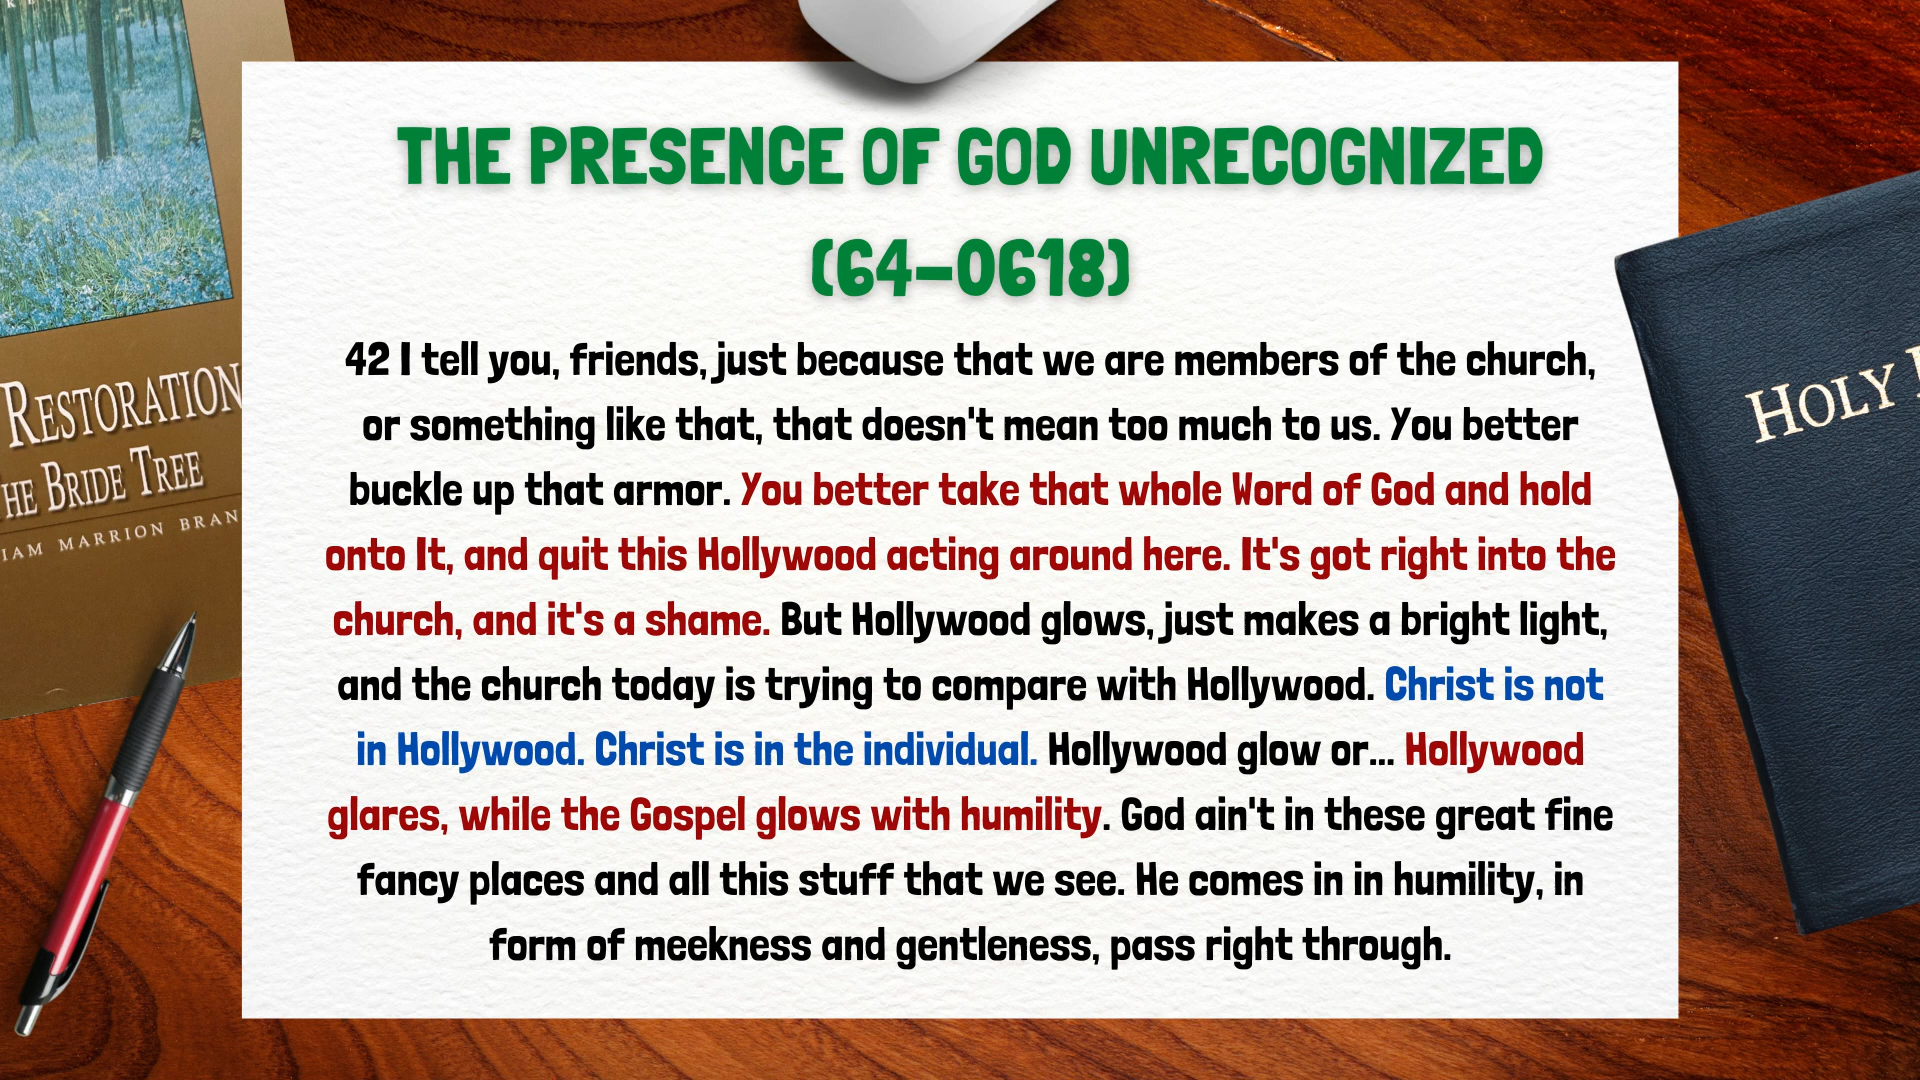 THE PRESENCE OF GOD UNRECOGNIZED
(64-0618)
42 I tell you, friends, just because that we are members of the church,
or something like that, that doesn't mean too much to us. You better
buckle up that armor. You better take that whole Word of God and hold
onto It, and quit this Hollywood acting around here. It's got right into the
church, and it's a shame. But Hollywood glows, just makes a bright light,
and the church today is trying to compare with Hollywood. Christ is not
in Hollywood. Christ is in the individual. Hollywood glow or... Hollywood
glares, while the Gospel glows with humility. God ain't in these great fine
fancy places and all this stuff that we see. He comes in in humility, in
form of meekness and gentleness, pass right through.
RESTORATION
THE BRIDE TREE
IAM MARRION BRAN
HOLY